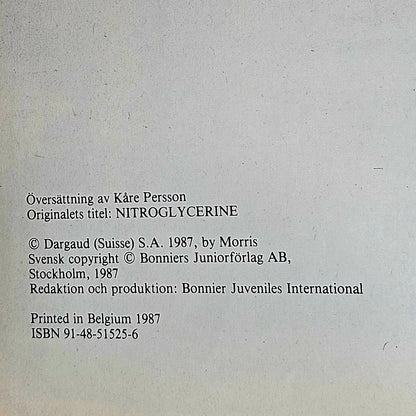 Översättning av Kåre Persson
Originalets titel: NITROGLYCERINE
© Dargaud (Suisse) S.A. 1987, by Morris
Svensk copyright © Bonniers Juniorförlag AB,
Stockholm, 1987
Redaktion och produktion: Bonnier Juveniles International
Printed in Belgium 1987
ISBN 91-48-51525-6